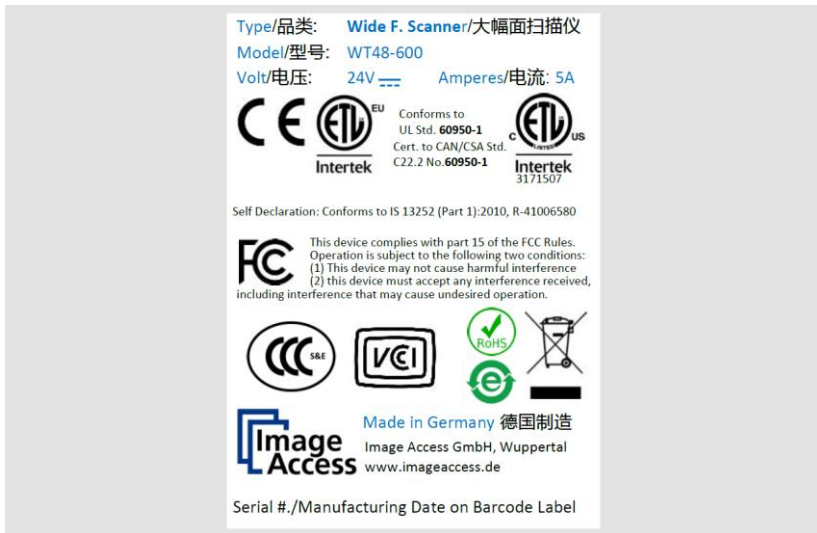 Type/品类: Wide F. Scanner/大幅面扫描仪
Model/型号: WT48-600
Volt/电压: 24V Amperes/电流: 5A
CE
ETL EU
Intertek
Conforms to
UL Std. 60950-1
Cert. to CAN/CSA Std.
C22.2 No.60950-1
C ETL US
LISTED
Intertek
3171507
Self Declaration: Conforms to IS 13252 (Part 1):2010, R-41006580
FC
This device complies with part 15 of the FCC Rules.
Operation is subject to the following two conditions:
(1) This device may not cause harmful interference
(2) this device must accept any interference received,
including interference that may cause undesired operation.
CCC S&E
VCCI
RoHS
e
Image
Access
Made in Germany 德国制造
Image Access GmbH, Wuppertal
www.imageaccess.de
Serial #./Manufacturing Date on Barcode Label